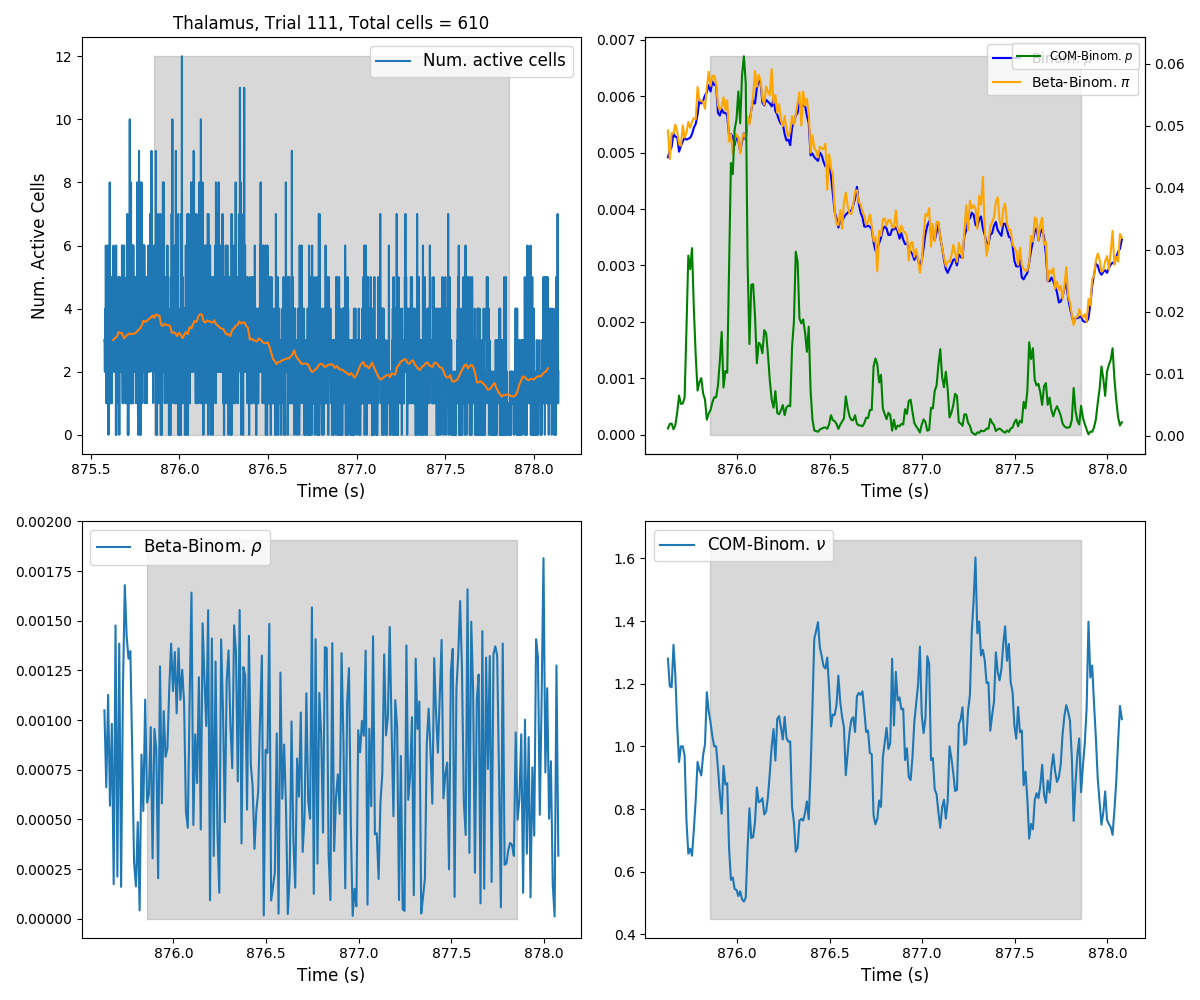 Thalamus, Trial 111, Total cells = 610
Num. active cells
Num. Active Cells
12
10
8
6
4
2
0
875.5 876.0 876.5 877.0 877.5 878.0
Time (s)
COM-Binom. p
Beta-Binom. π
0.007
0.006
0.005
0.004
0.003
0.002
0.001
0.000
0.06
0.05
0.04
0.03
0.02
0.01
0.00
876.0 876.5 877.0 877.5 878.0
Time (s)
Beta-Binom. ρ
0.00200
0.00175
0.00150
0.00125
0.00100
0.00075
0.00050
0.00025
0.00000
876.0 876.5 877.0 877.5 878.0
Time (s)
COM-Binom. ν
1.6
1.4
1.2
1.0
0.8
0.6
0.4
876.0 876.5 877.0 877.5 878.0
Time (s)